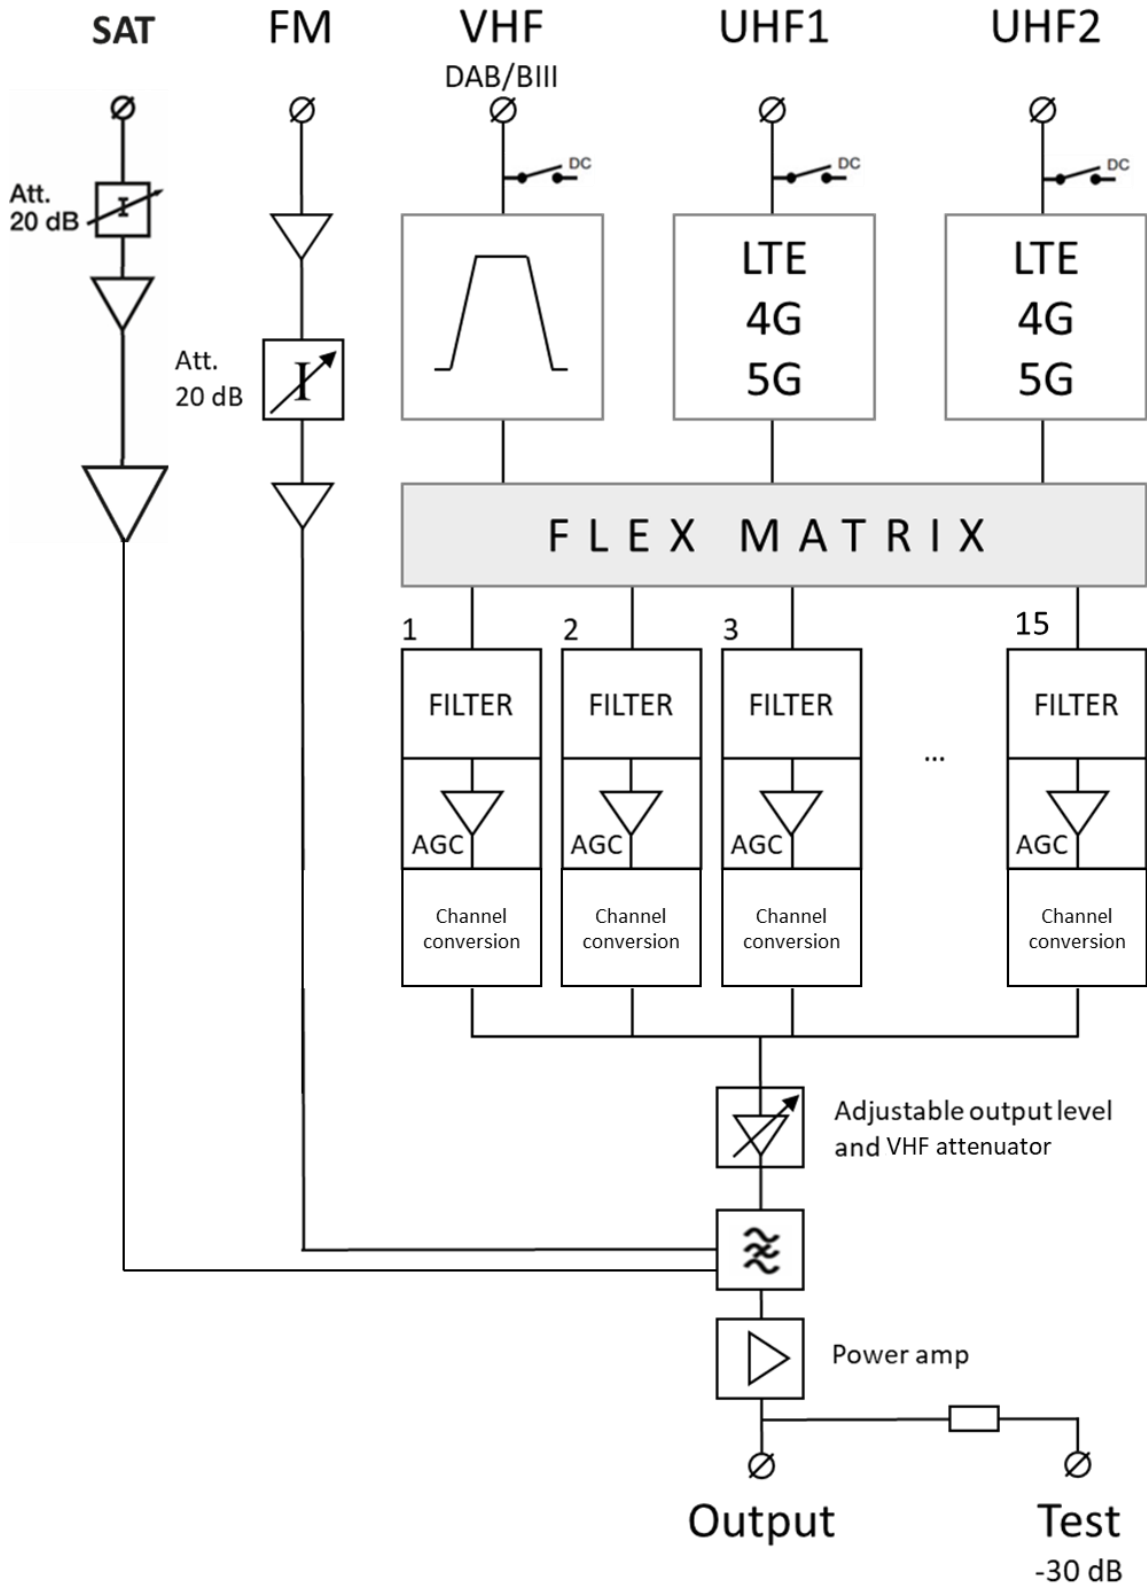 SAT
FM
VHF
UHF1
UHF2
DAB/BIII
DC
DC
DC
Att.
20 dB
I
LTE
4G
5G
LTE
4G
5G
Att.
20 dB
I
FLEX MATRIX
1
2
3
15
FILTER
FILTER
FILTER
FILTER
...
AGC
AGC
AGC
AGC
Channel
conversion
Channel
conversion
Channel
conversion
Channel
conversion
Adjustable output level
and VHF attenuator
Power amp
Output
Test
-30 dB